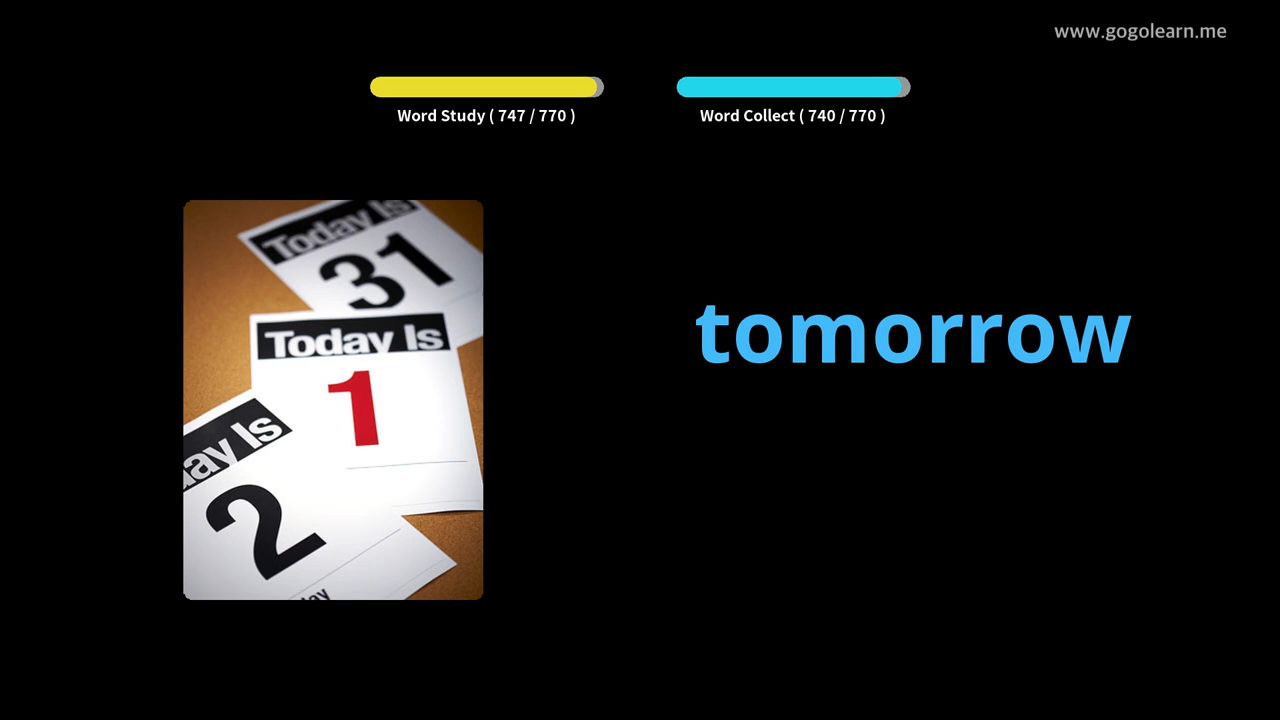 www.gogolearn.me
Word Study ( 747 / 770 )
Word Collect ( 740 / 770 )
Today Is
31
Today Is
1
tomorrow
ay Is
2